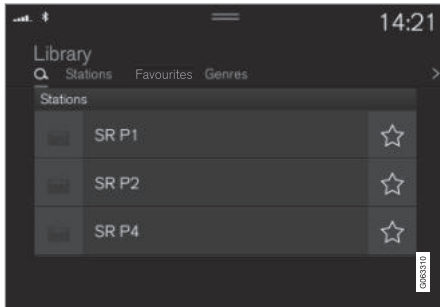 14:21
Library
Stations Favourites Genres
Stations
SR P1
SR P2
SR P4
G063310